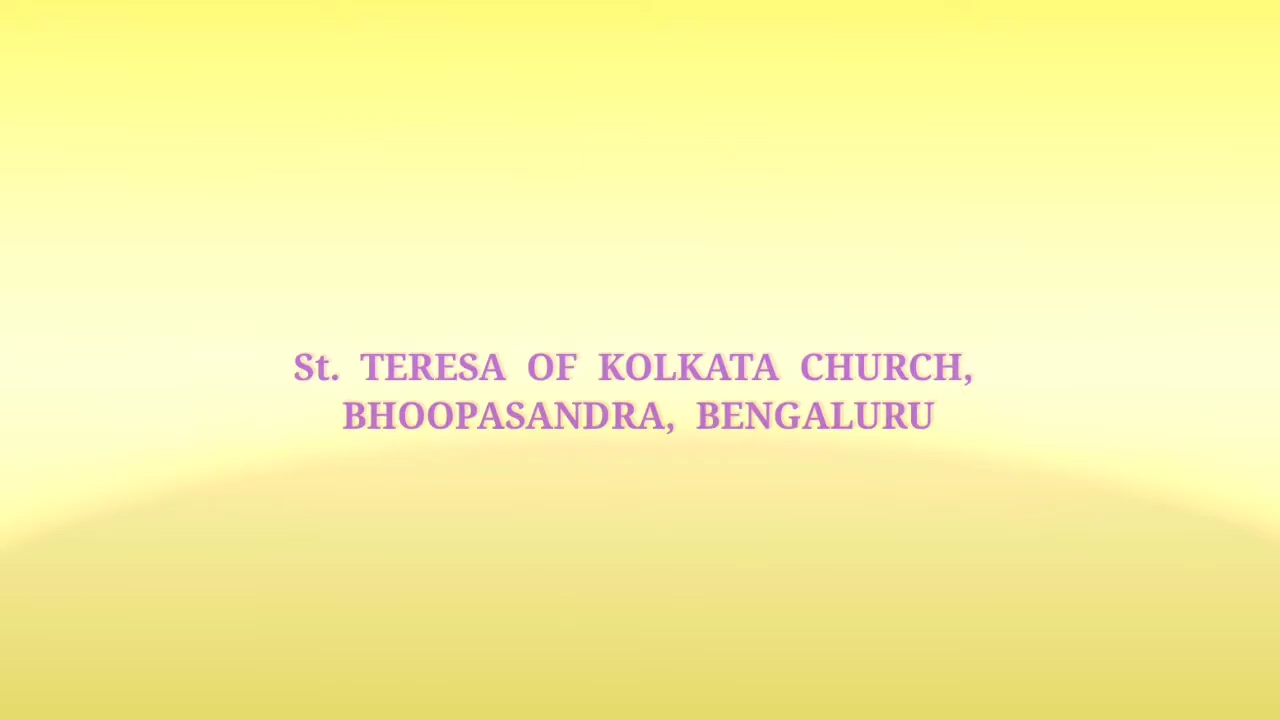 St. TERESA OF KOLKATA CHURCH,
BHOOPASANDRA, BENGALURU